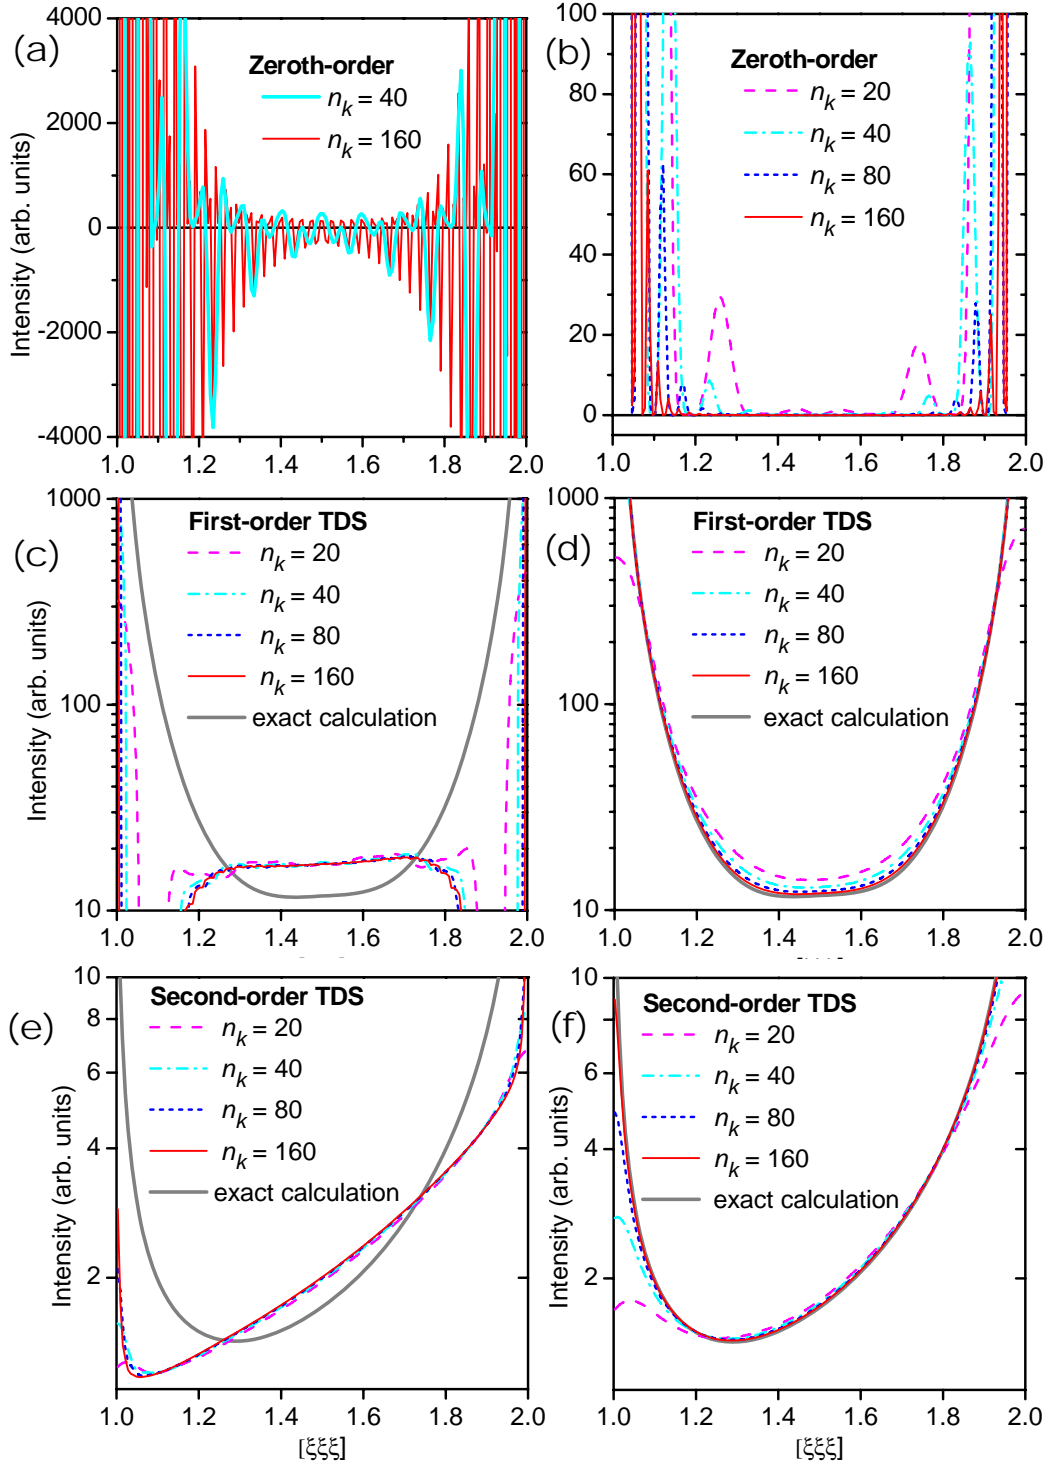 (a)
Zeroth-order
n_k = 40
n_k = 160
Intensity (arb. units)
4000
2000
0
-2000
-4000
1.0 1.2 1.4 1.6 1.8 2.0
(b)
Zeroth-order
n_k = 20
n_k = 40
n_k = 80
n_k = 160
100
80
60
40
20
0
1.0 1.2 1.4 1.6 1.8 2.0
(c)
First-order TDS
n_k = 20
n_k = 40
n_k = 80
n_k = 160
exact calculation
Intensity (arb. units)
1000
100
10
1.0 1.2 1.4 1.6 1.8 2.0
(d)
First-order TDS
n_k = 20
n_k = 40
n_k = 80
n_k = 160
exact calculation
Intensity (arb. units)
1000
100
10
1.0 1.2 1.4 1.6 1.8 2.0
(e)
Second-order TDS
n_k = 20
n_k = 40
n_k = 80
n_k = 160
exact calculation
Intensity (arb. units)
10
8
6
4
2
1.0 1.2 1.4 1.6 1.8 2.0
[ξξξ]
(f)
Second-order TDS
n_k = 20
n_k = 40
n_k = 80
n_k = 160
exact calculation
Intensity (arb. units)
10
8
6
4
2
1.0 1.2 1.4 1.6 1.8 2.0
[ξξξ]